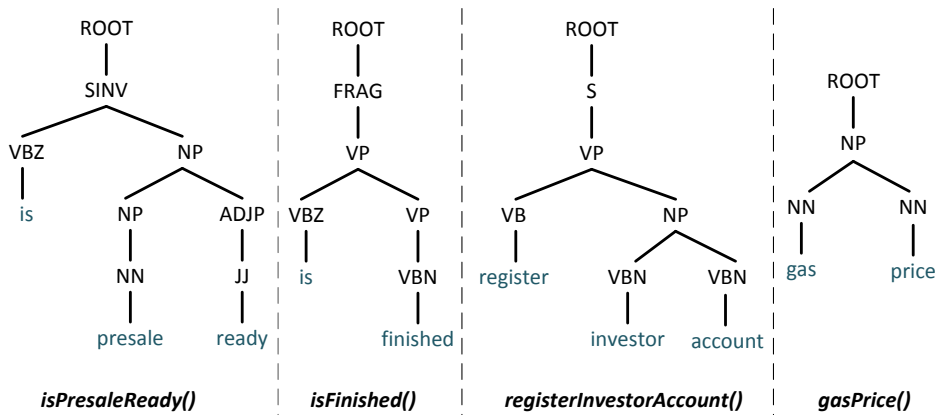 ROOT
SINV
VBZ NP
is NP ADJP
NN JJ
presale ready
isPresaleReady()
ROOT
FRAG
VP
VBZ VP
is VBN
finished
isFinished()
ROOT
S
VP
VB NP
register VBN VBN
investor account
registerInvestorAccount()
ROOT
NP
NN NN
gas price
gasPrice()